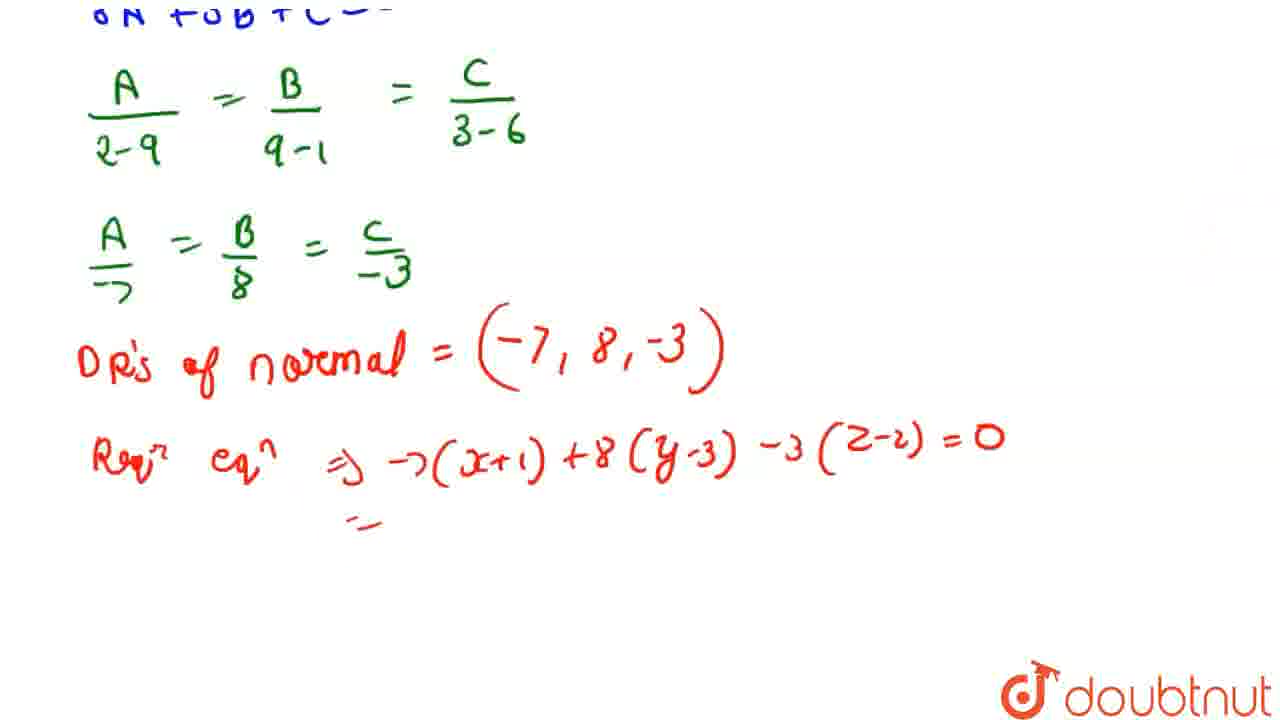 A/2-9 = B/9-1 = C/3-6
A/-7 = B/8 = C/-3
DR's of normal = (-7, 8, -3)
Reqⁿ eqⁿ ⇒ -7(x+1) + 8(y-3) -3(z-2) = 0
=
doubtnut